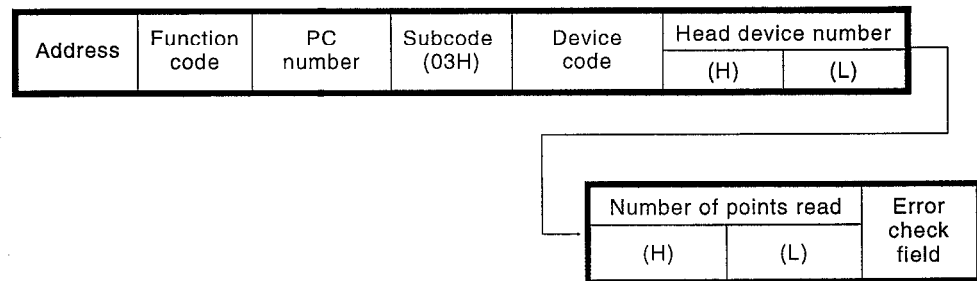 Address
Function
code
PC
number
Subcode
(03H)
Device
code
Head device number
(H)
(L)
Number of points read
(H)
(L)
Error
check
field